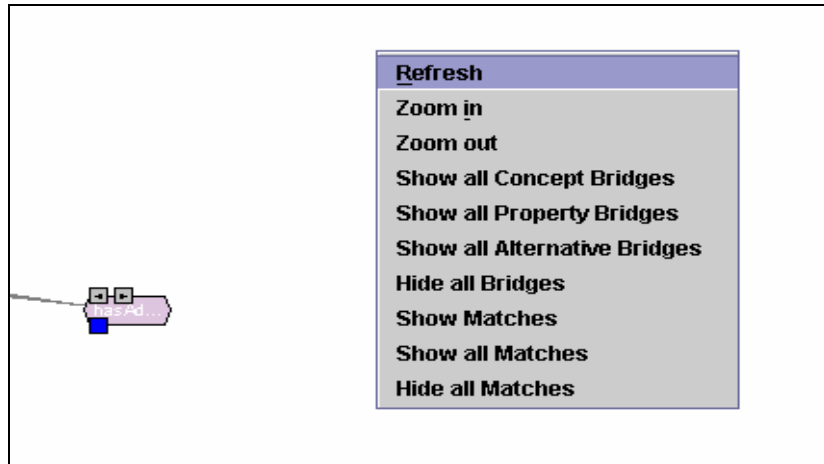 Refresh
Zoom in
Zoom out
Show all Concept Bridges
Show all Property Bridges
Show all Alternative Bridges
Hide all Bridges
Show Matches
Show all Matches
Hide all Matches
hasAd...